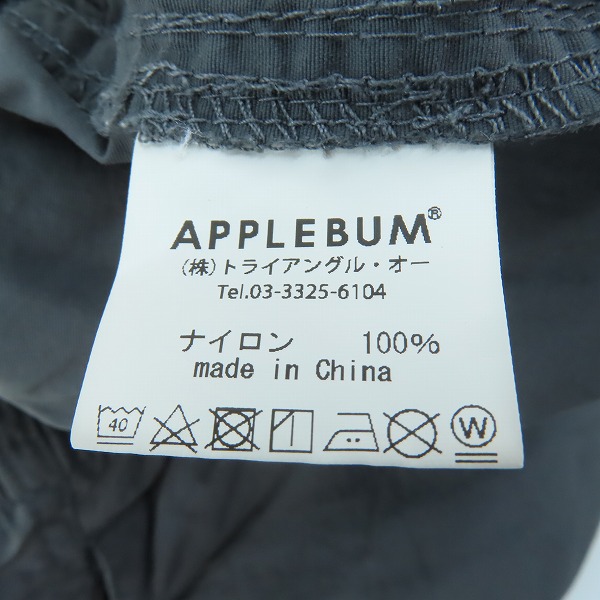 APPLEBUM®
(株)トライアングル・オー
Tel.03-3325-6104
ナイロン 100%
made in China
40 W